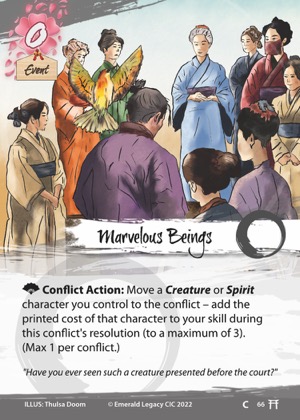 0
Event
Marvelous Beings
Conflict Action: Move a Creature or Spirit
character you control to the conflict – add the
printed cost of that character to your skill during
this conflict's resolution (to a maximum of 3).
(Max 1 per conflict.)
"Have you ever seen such a creature presented before the court?"
ILLUS: Thulsa Doom © Emerald Legacy CIC 2022 C 66